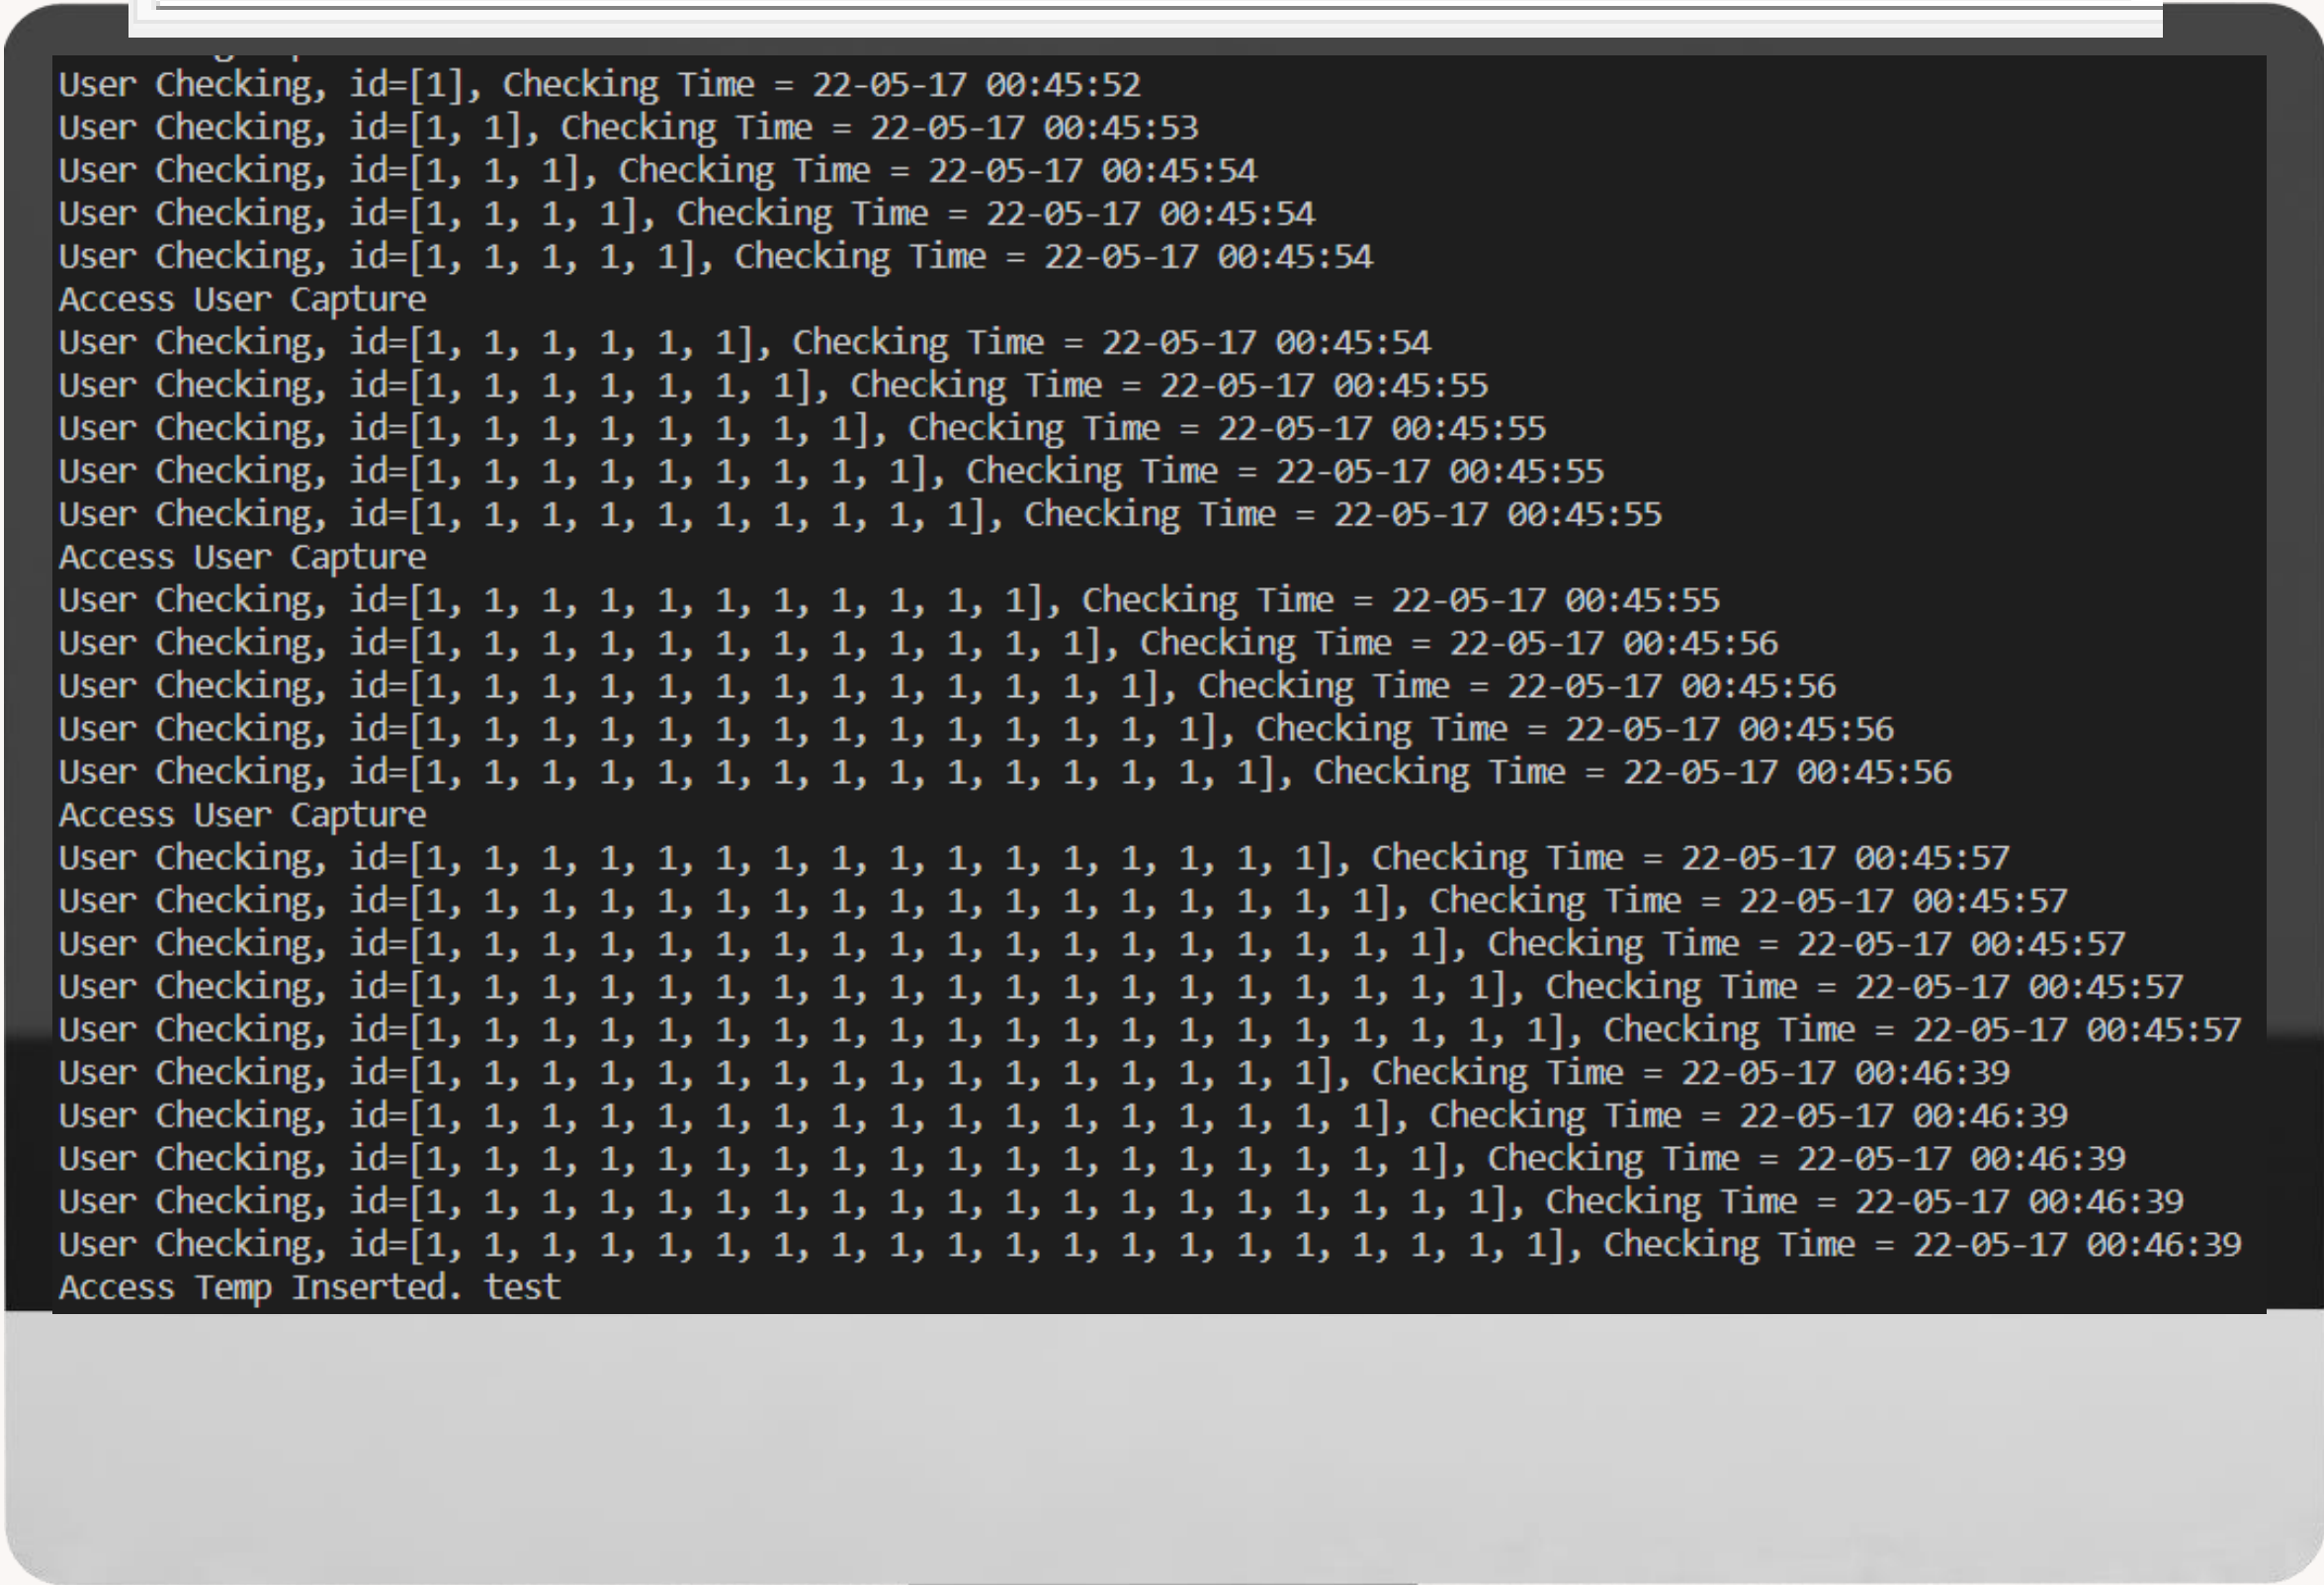 User Checking, id=[1], Checking Time = 22-05-17 00:45:52
User Checking, id=[1, 1], Checking Time = 22-05-17 00:45:53
User Checking, id=[1, 1, 1], Checking Time = 22-05-17 00:45:54
User Checking, id=[1, 1, 1, 1], Checking Time = 22-05-17 00:45:54
User Checking, id=[1, 1, 1, 1, 1], Checking Time = 22-05-17 00:45:54
Access User Capture
User Checking, id=[1, 1, 1, 1, 1, 1], Checking Time = 22-05-17 00:45:54
User Checking, id=[1, 1, 1, 1, 1, 1, 1], Checking Time = 22-05-17 00:45:55
User Checking, id=[1, 1, 1, 1, 1, 1, 1, 1], Checking Time = 22-05-17 00:45:55
User Checking, id=[1, 1, 1, 1, 1, 1, 1, 1, 1], Checking Time = 22-05-17 00:45:55
User Checking, id=[1, 1, 1, 1, 1, 1, 1, 1, 1, 1], Checking Time = 22-05-17 00:45:55
Access User Capture
User Checking, id=[1, 1, 1, 1, 1, 1, 1, 1, 1, 1, 1], Checking Time = 22-05-17 00:45:55
User Checking, id=[1, 1, 1, 1, 1, 1, 1, 1, 1, 1, 1, 1], Checking Time = 22-05-17 00:45:56
User Checking, id=[1, 1, 1, 1, 1, 1, 1, 1, 1, 1, 1, 1, 1], Checking Time = 22-05-17 00:45:56
User Checking, id=[1, 1, 1, 1, 1, 1, 1, 1, 1, 1, 1, 1, 1, 1], Checking Time = 22-05-17 00:45:56
User Checking, id=[1, 1, 1, 1, 1, 1, 1, 1, 1, 1, 1, 1, 1, 1, 1], Checking Time = 22-05-17 00:45:56
Access User Capture
User Checking, id=[1, 1, 1, 1, 1, 1, 1, 1, 1, 1, 1, 1, 1, 1, 1, 1], Checking Time = 22-05-17 00:45:57
User Checking, id=[1, 1, 1, 1, 1, 1, 1, 1, 1, 1, 1, 1, 1, 1, 1, 1, 1], Checking Time = 22-05-17 00:45:57
User Checking, id=[1, 1, 1, 1, 1, 1, 1, 1, 1, 1, 1, 1, 1, 1, 1, 1, 1, 1], Checking Time = 22-05-17 00:45:57
User Checking, id=[1, 1, 1, 1, 1, 1, 1, 1, 1, 1, 1, 1, 1, 1, 1, 1, 1, 1, 1], Checking Time = 22-05-17 00:45:57
User Checking, id=[1, 1, 1, 1, 1, 1, 1, 1, 1, 1, 1, 1, 1, 1, 1, 1, 1, 1, 1, 1], Checking Time = 22-05-17 00:45:57
User Checking, id=[1, 1, 1, 1, 1, 1, 1, 1, 1, 1, 1, 1, 1, 1, 1, 1], Checking Time = 22-05-17 00:46:39
User Checking, id=[1, 1, 1, 1, 1, 1, 1, 1, 1, 1, 1, 1, 1, 1, 1, 1, 1], Checking Time = 22-05-17 00:46:39
User Checking, id=[1, 1, 1, 1, 1, 1, 1, 1, 1, 1, 1, 1, 1, 1, 1, 1, 1, 1], Checking Time = 22-05-17 00:46:39
User Checking, id=[1, 1, 1, 1, 1, 1, 1, 1, 1, 1, 1, 1, 1, 1, 1, 1, 1, 1, 1], Checking Time = 22-05-17 00:46:39
User Checking, id=[1, 1, 1, 1, 1, 1, 1, 1, 1, 1, 1, 1, 1, 1, 1, 1, 1, 1, 1, 1], Checking Time = 22-05-17 00:46:39
Access Temp Inserted. test